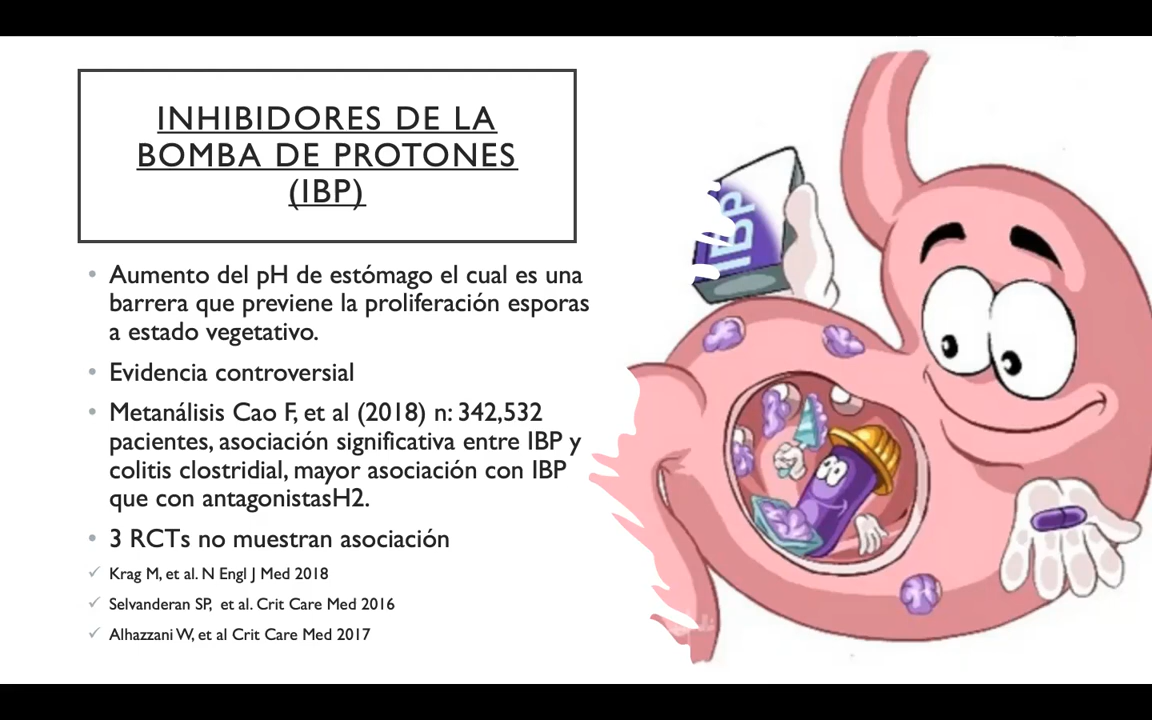 INHIBIDORES DE LA
BOMBA DE PROTONES
(IBP)
• Aumento del pH de estómago el cual es una
barrera que previene la proliferación esporas
a estado vegetativo.
• Evidencia controversial
• Metanálisis Cao F, et al (2018) n: 342,532
pacientes, asociación significativa entre IBP y
colitis clostridial, mayor asociación con IBP
que con antagonistasH2.
• 3 RCTs no muestran asociación
✓ Krag M, et al. N Engl J Med 2018
✓ Selvanderan SP, et al. Crit Care Med 2016
✓ Alhazzani W, et al Crit Care Med 2017
IBP